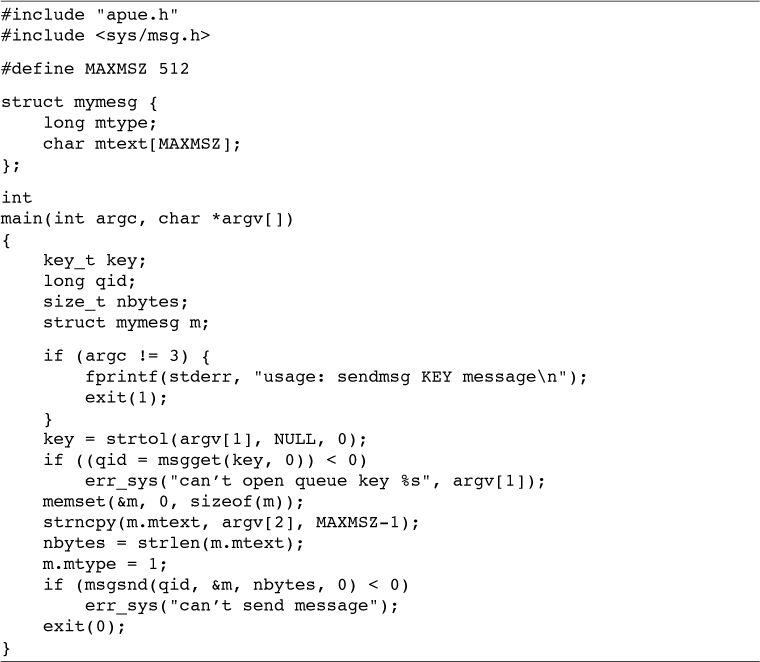 #include "apue.h"
#include <sys/msg.h>
#define MAXMSZ 512
struct mymesg {
    long mtype;
    char mtext[MAXMSZ];
};
int
main(int argc, char *argv[])
{
    key_t key;
    long qid;
    size_t nbytes;
    struct mymesg m;
    if (argc != 3) {
        fprintf(stderr, "usage: sendmsg KEY message\n");
        exit(1);
    }
    key = strtol(argv[1], NULL, 0);
    if ((qid = msgget(key, 0)) < 0)
        err_sys("can’t open queue key %s", argv[1]);
    memset(&m, 0, sizeof(m));
    strncpy(m.mtext, argv[2], MAXMSZ-1);
    nbytes = strlen(m.mtext);
    m.mtype = 1;
    if (msgsnd(qid, &m, nbytes, 0) < 0)
        err_sys("can’t send message");
    exit(0);
}